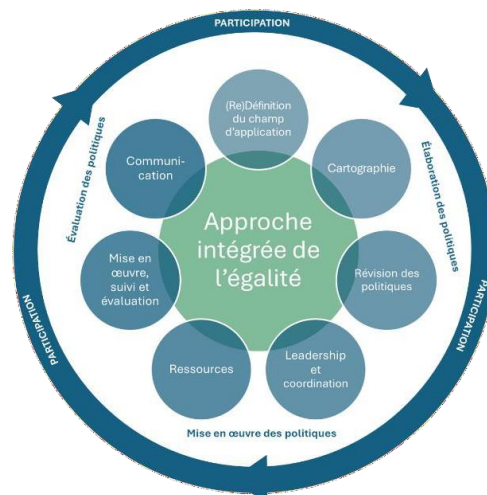 PARTICIPATION
(Re)Définition
du champ
d'application
Communi-
cation
Cartographie
Évaluation des politiques
Élaboration des politiques
Approche
intégrée de
l'égalité
Mise en
œuvre,
suivi et
évaluation
Révision des
politiques
PARTICIPATION
PARTICIPATION
Ressources
Leadership
et
coordination
Mise en œuvre des politiques